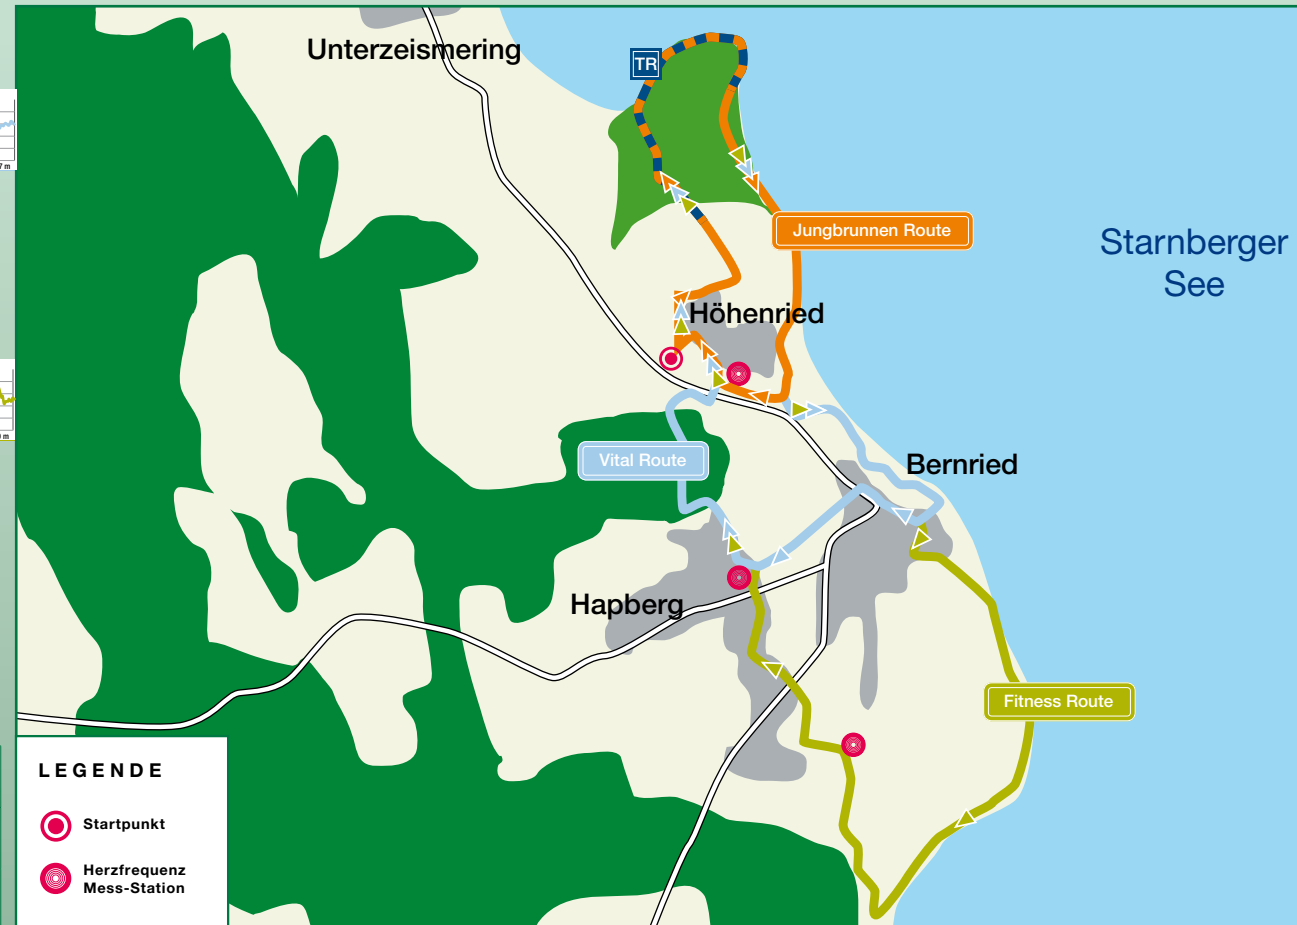 Unterzeismering
TR
Jungbrunnen Route
Starnberger
See
Höhenried
Vital Route
Bernried
Hapberg
Fitness Route
LEGENDE
Startpunkt
Herzfrequenz
Mess-Station